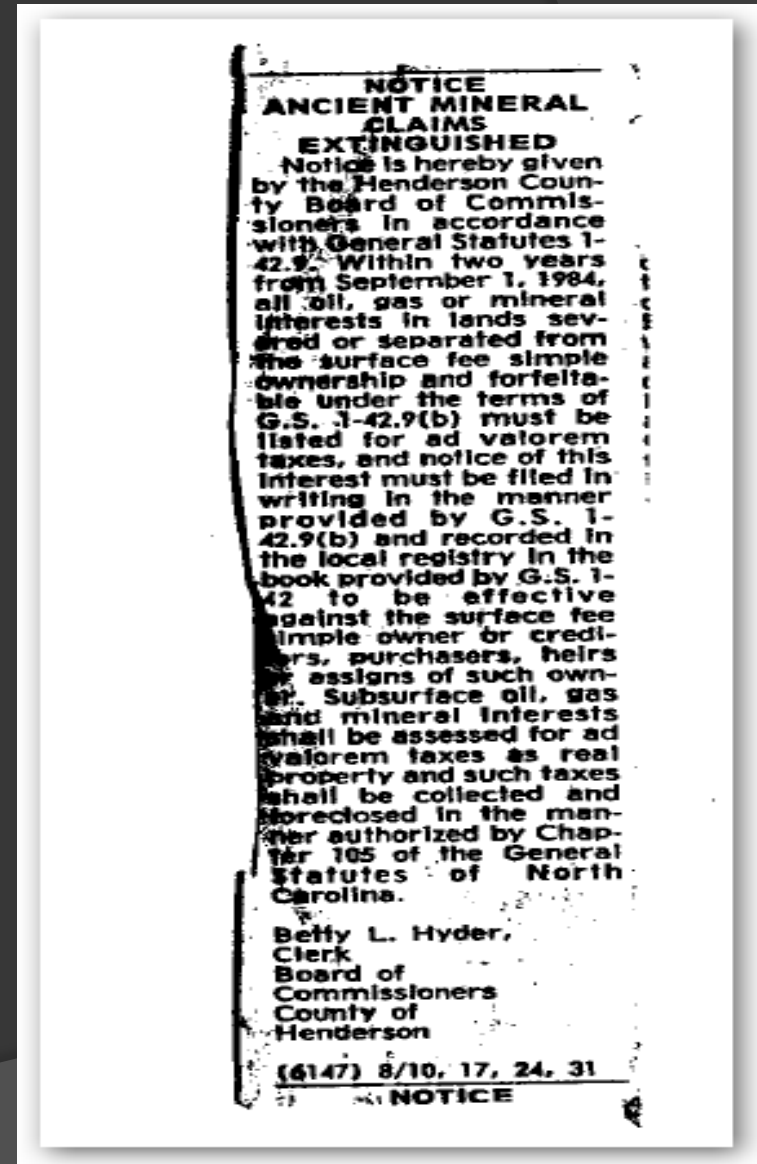 NOTICE
ANCIENT MINERAL
CLAIMS
EXTINGUISHED
Notice is hereby given
by the Henderson Coun-
ty Board of Commis-
sioners in accordance
with General Statutes 1-
42.9. Within two years
from September 1, 1984,
all oil, gas or mineral
interests in lands sev-
ered or separated from
the surface fee simple
ownership and forfeita-
ble under the terms of
G.S. 1-42.9(b) must be
listed for ad valorem
taxes, and notice of this
interest must be filed in
writing in the manner
provided by G.S. 1-
42.9(b) and recorded in
the local registry in the
book provided by G.S. 1-
42 to be effective
against the surface fee
simple owner or credi-
tors, purchasers, heirs
or assigns of such own-
er. Subsurface oil, gas
and mineral interests
shall be assessed for ad
valorem taxes as real
property and such taxes
shall be collected and
foreclosed in the man-
ner authorized by Chap-
ter 105 of the General
Statutes of North
Carolina.
Betty L. Hyder,
Clerk
Board of
Commissioners
County of
Henderson
(6147) 8/10, 17, 24, 31
NOTICE